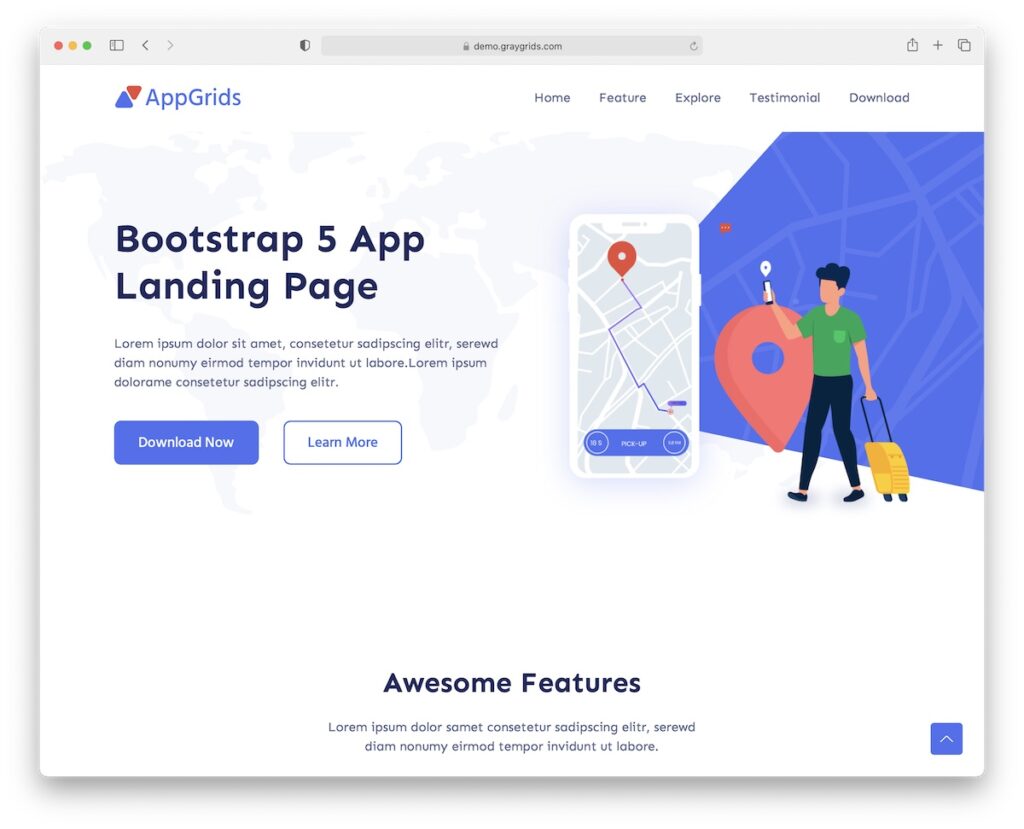 demo.graygrids.com
AppGrids
Home
Feature
Explore
Testimonial
Download
Bootstrap 5 App
Landing Page
Lorem ipsum dolor sit amet, consetetur sadipscing elitr, serewd
diam nonumy eirmod tempor invidunt ut labore.Lorem ipsum
dolorame consetetur sadipscing elitr.
Download Now
Learn More
PICK-UP
Awesome Features
Lorem ipsum dolor samet consetetur sadipscing elitr, serewd
diam nonumy eirmod tempor invidunt ut labore.